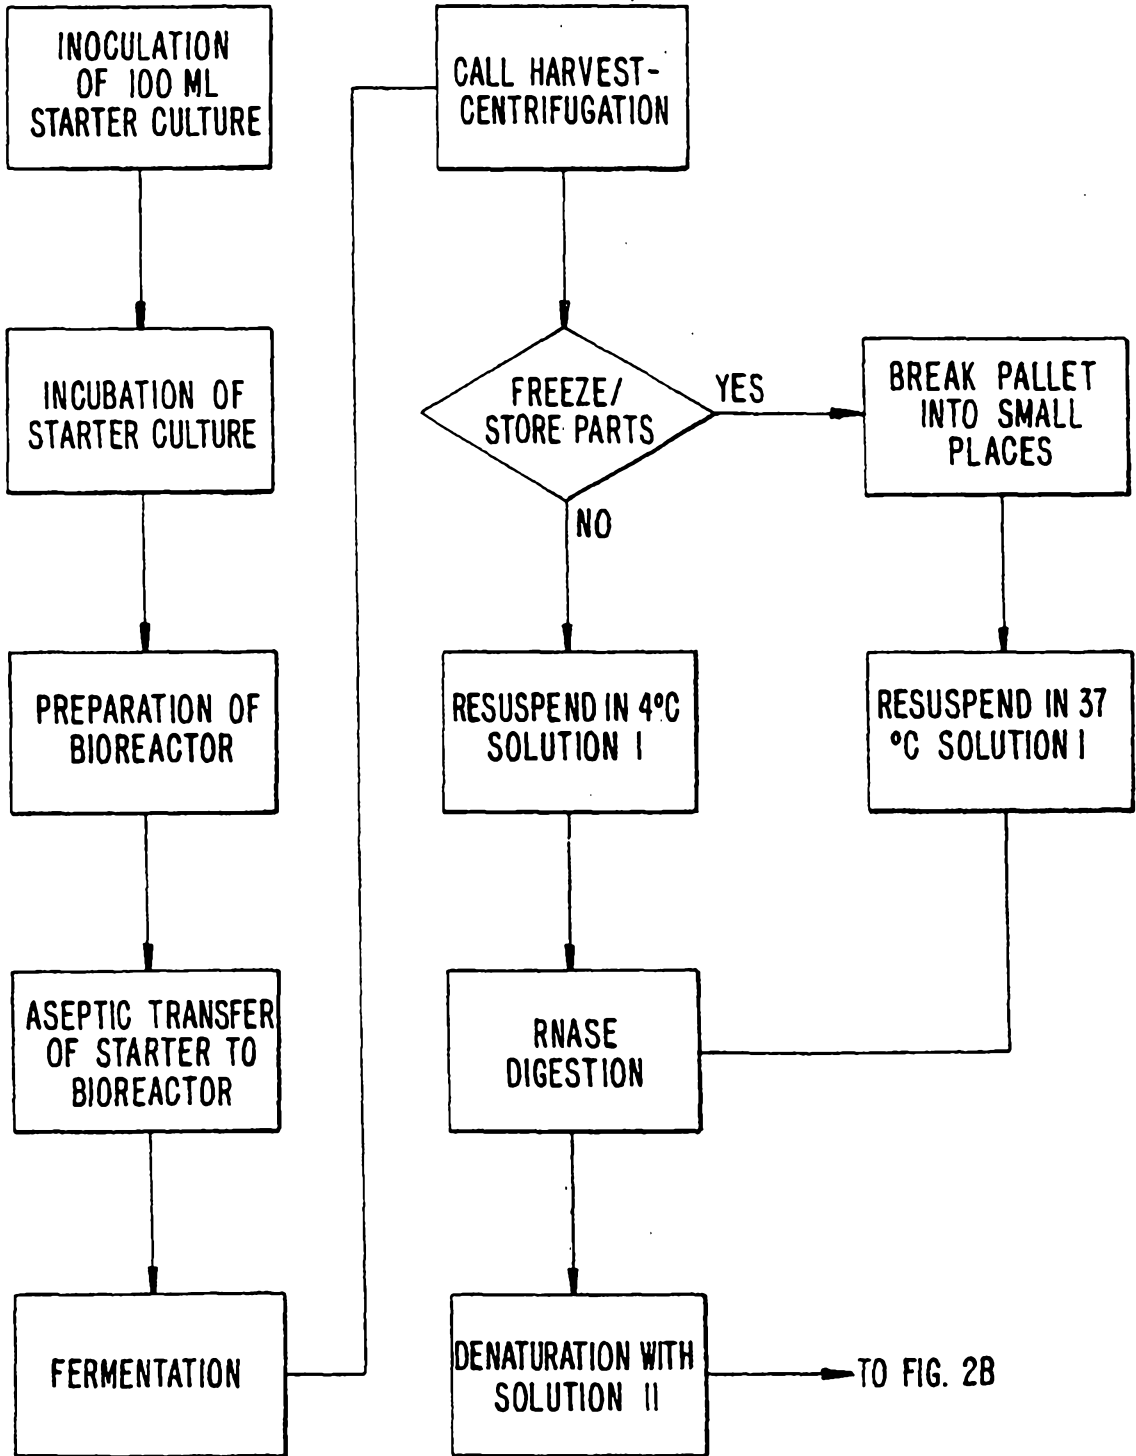 INOCULATION
OF 100 ML
STARTER CULTURE
INCUBATION OF
STARTER CULTURE
PREPARATION OF
BIOREACTOR
ASEPTIC TRANSFER
OF STARTER TO
BIOREACTOR
FERMENTATION
CALL HARVEST-
CENTRIFUGATION
FREEZE/
STORE PARTS
YES
BREAK PALLET
INTO SMALL
PLACES
NO
RESUSPEND IN 4°C
SOLUTION I
RESUSPEND IN 37
°C SOLUTION I
RNASE
DIGESTION
DENATURATION WITH
SOLUTION II
TO FIG. 2B